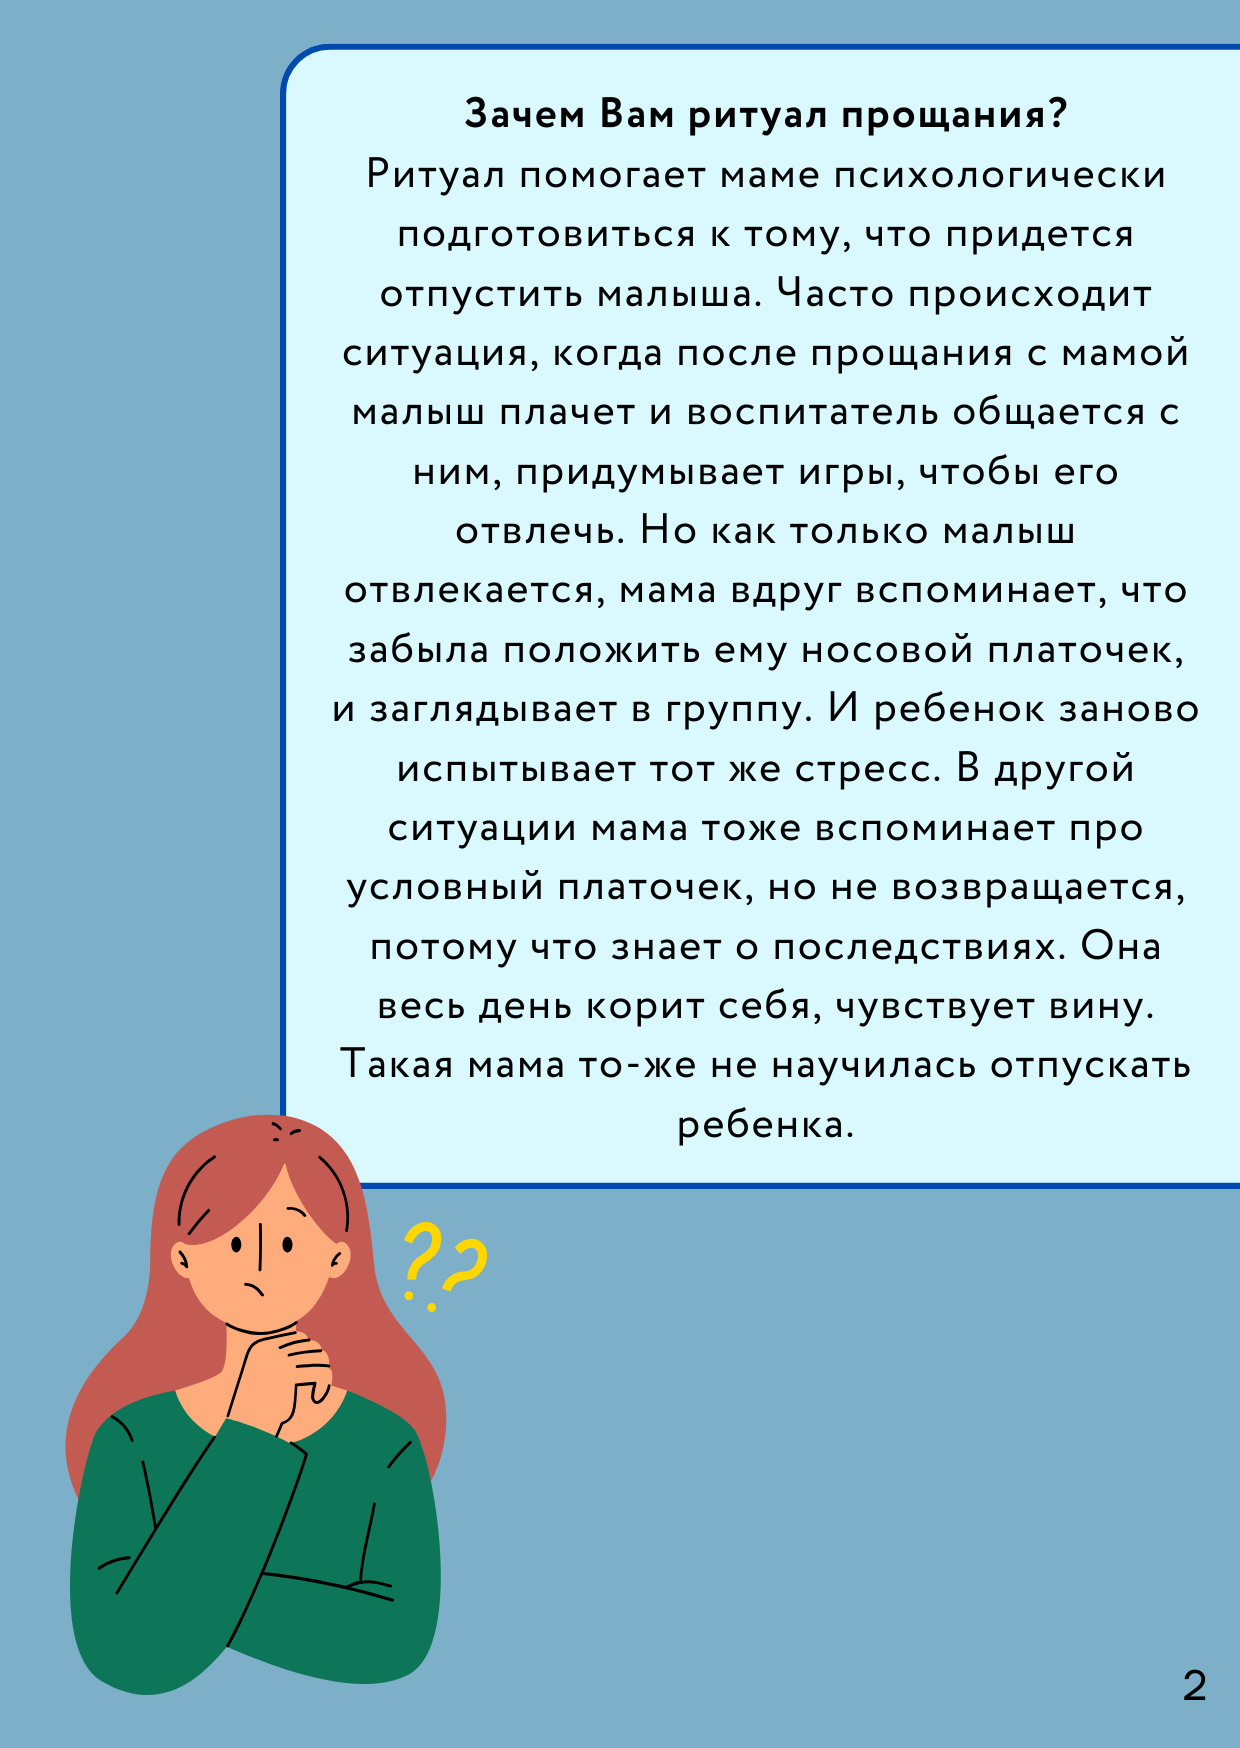 Зачем Вам ритуал прощания?
Ритуал помогает маме психологически
подготовиться к тому, что придется
отпустить малыша. Часто происходит
ситуация, когда после прощания с мамой
малыш плачет и воспитатель общается с
ним, придумывает игры, чтобы его
отвлечь. Но как только малыш
отвлекается, мама вдруг вспоминает, что
забыла положить ему носовой платочек,
и заглядывает в группу. И ребенок заново
испытывает тот же стресс. В другой
ситуации мама тоже вспоминает про
условный платочек, но не возвращается,
потому что знает о последствиях. Она
весь день корит себя, чувствует вину.
Такая мама то-же не научилась отпускать
ребенка.
??
2